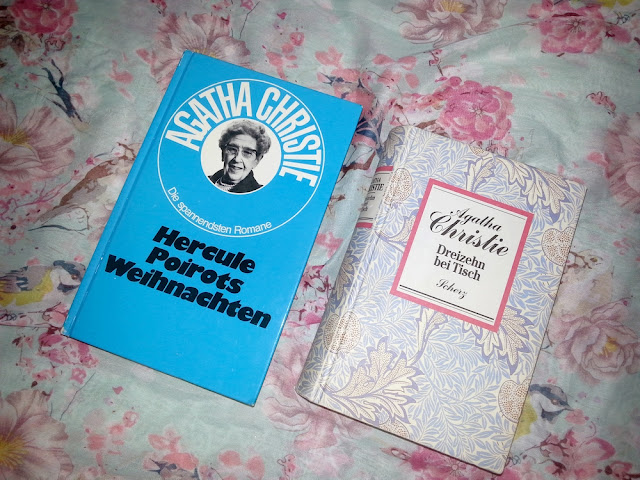 AGATHA CHRISTIE
Die spannendsten Romane
Hercule
Poirots
Weihnachten
Agatha
Christie
Dreizehn
bei Tisch
Scherz